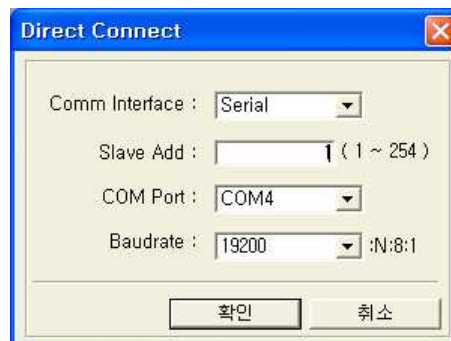 Direct Connect
Comm Interface : Serial
Slave Add : 1 ( 1 ~ 254 )
COM Port : COM4
Baudrate : 19200 :N:8:1
확인 취소